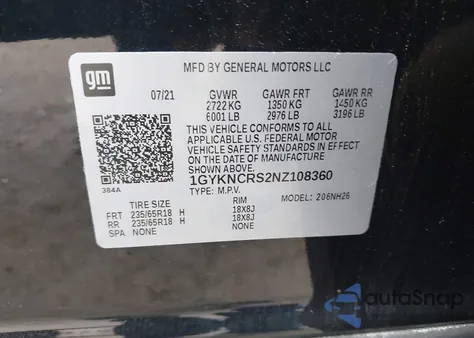 gm
MFD BY GENERAL MOTORS LLC
07/21 GVWR GAWR FRT GAWR RR
2722 KG 1350 KG 1450 KG
6001 LB 2976 LB 3196 LB
THIS VEHICLE CONFORMS TO ALL
APPLICABLE U.S. FEDERAL MOTOR
VEHICLE SAFETY STANDARDS IN EFFECT
ON THE DATE OF MANUFACTURE
SHOWN ABOVE.
384A
1GYKNCRS2NZ108360
TYPE: M.P.V. MODEL: 206NH26
TIRE SIZE RIM
FRT 235/65R18 H 18X8J
RR 235/65R18 H 18X8J
SPA NONE NONE
autoSnap